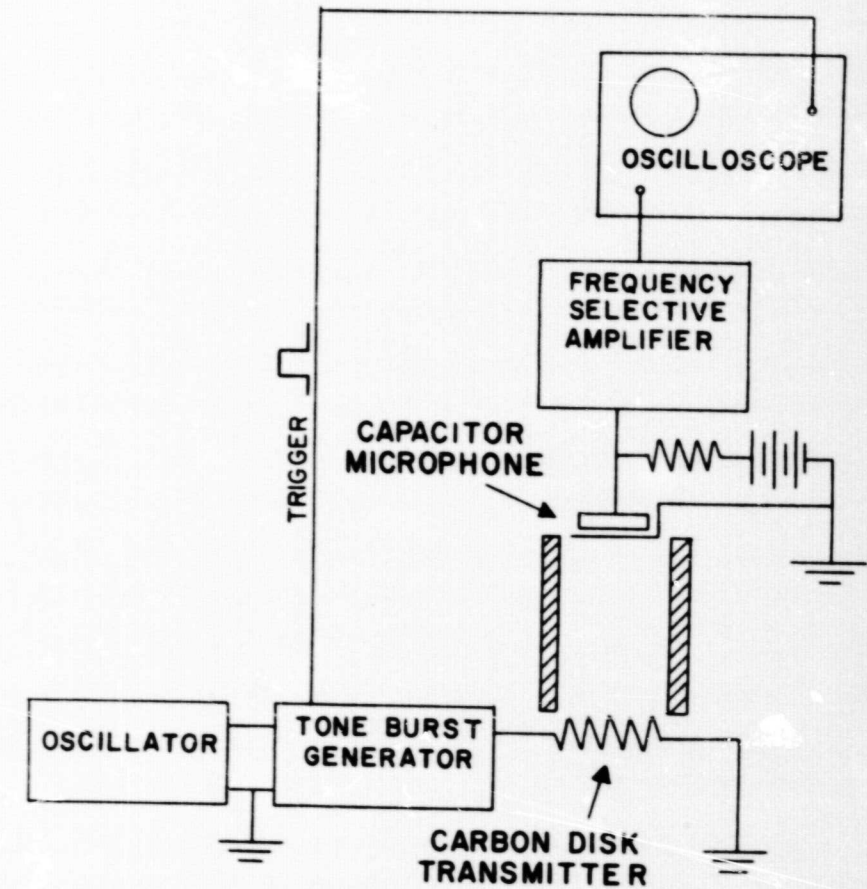 OSCILLOSCOPE
FREQUENCY
SELECTIVE
AMPLIFIER
CAPACITOR
MICROPHONE
TRIGGER
OSCILLATOR
TONE BURST
GENERATOR
CARBON DISK
TRANSMITTER